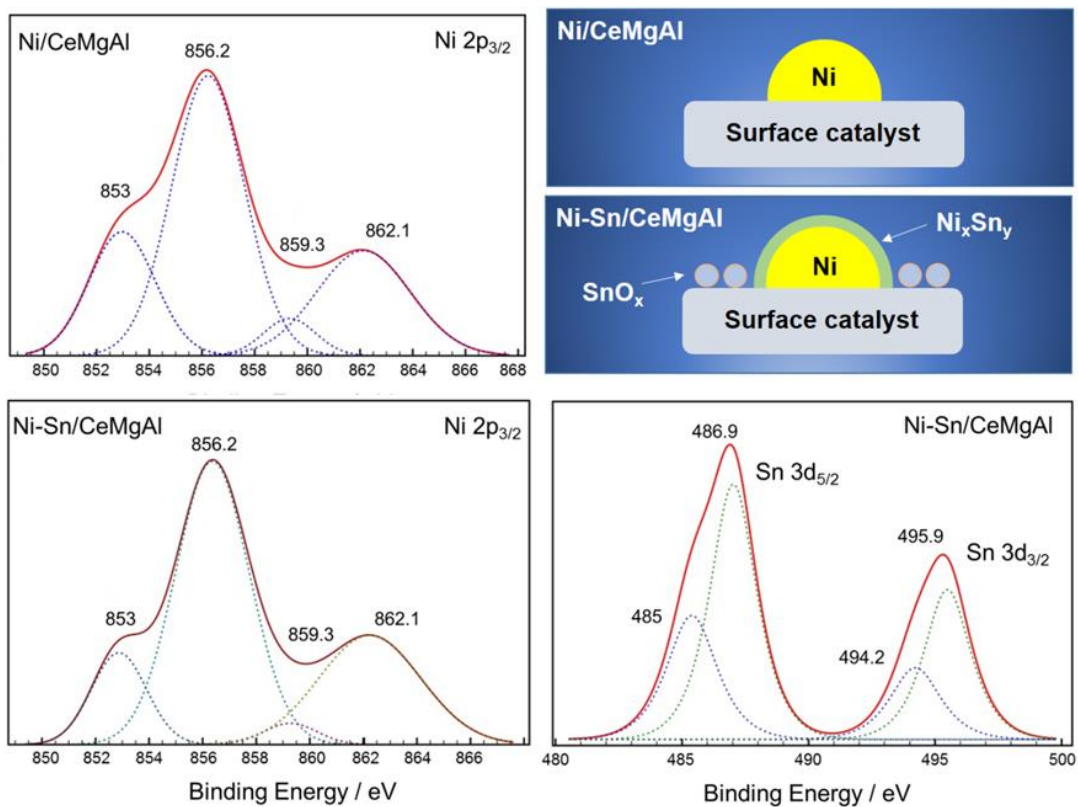 Ni/CeMgAl
Ni 2p3/2
856.2
853
859.3
862.1
850 852 854 856 858 860 862 864 866 868
Ni/CeMgAl
Ni
Surface catalyst
Ni-Sn/CeMgAl
NixSny
Ni
SnOx
Surface catalyst
Ni-Sn/CeMgAl
Ni 2p3/2
856.2
853
859.3
862.1
850 852 854 856 858 860 862 864 866 868
Binding Energy / eV
Ni-Sn/CeMgAl
486.9
Sn 3d5/2
495.9
Sn 3d3/2
485
494.2
480 485 490 495 500
Binding Energy / eV